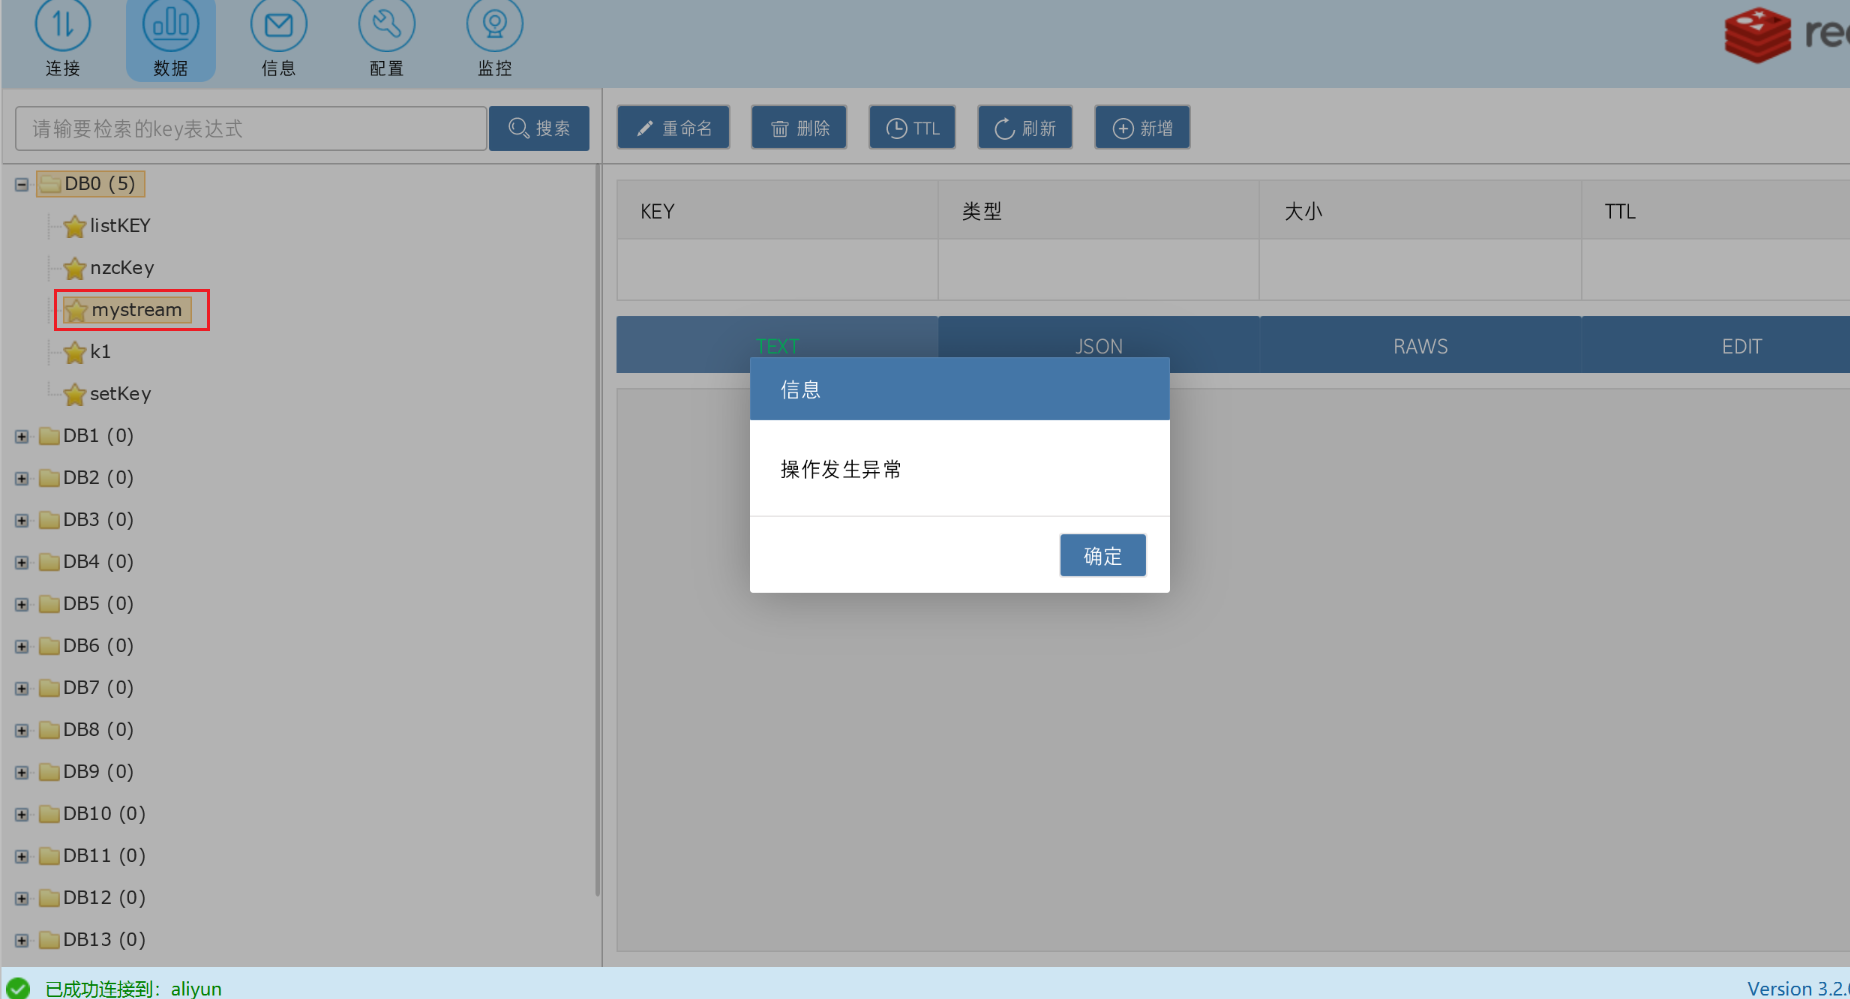 连接
数据
信息
配置
监控
请输要检索的key表达式
搜索
重命名
删除
TTL
刷新
新增
DB0 (5)
listKEY
nzcKey
mystream
k1
setKey
DB1 (0)
DB2 (0)
DB3 (0)
DB4 (0)
DB5 (0)
DB6 (0)
DB7 (0)
DB8 (0)
DB9 (0)
DB10 (0)
DB11 (0)
DB12 (0)
DB13 (0)
KEY
类型
大小
TTL
TEXT
JSON
RAWS
EDIT
信息
操作发生异常
确定
已成功连接到：aliyun
Version 3.2.